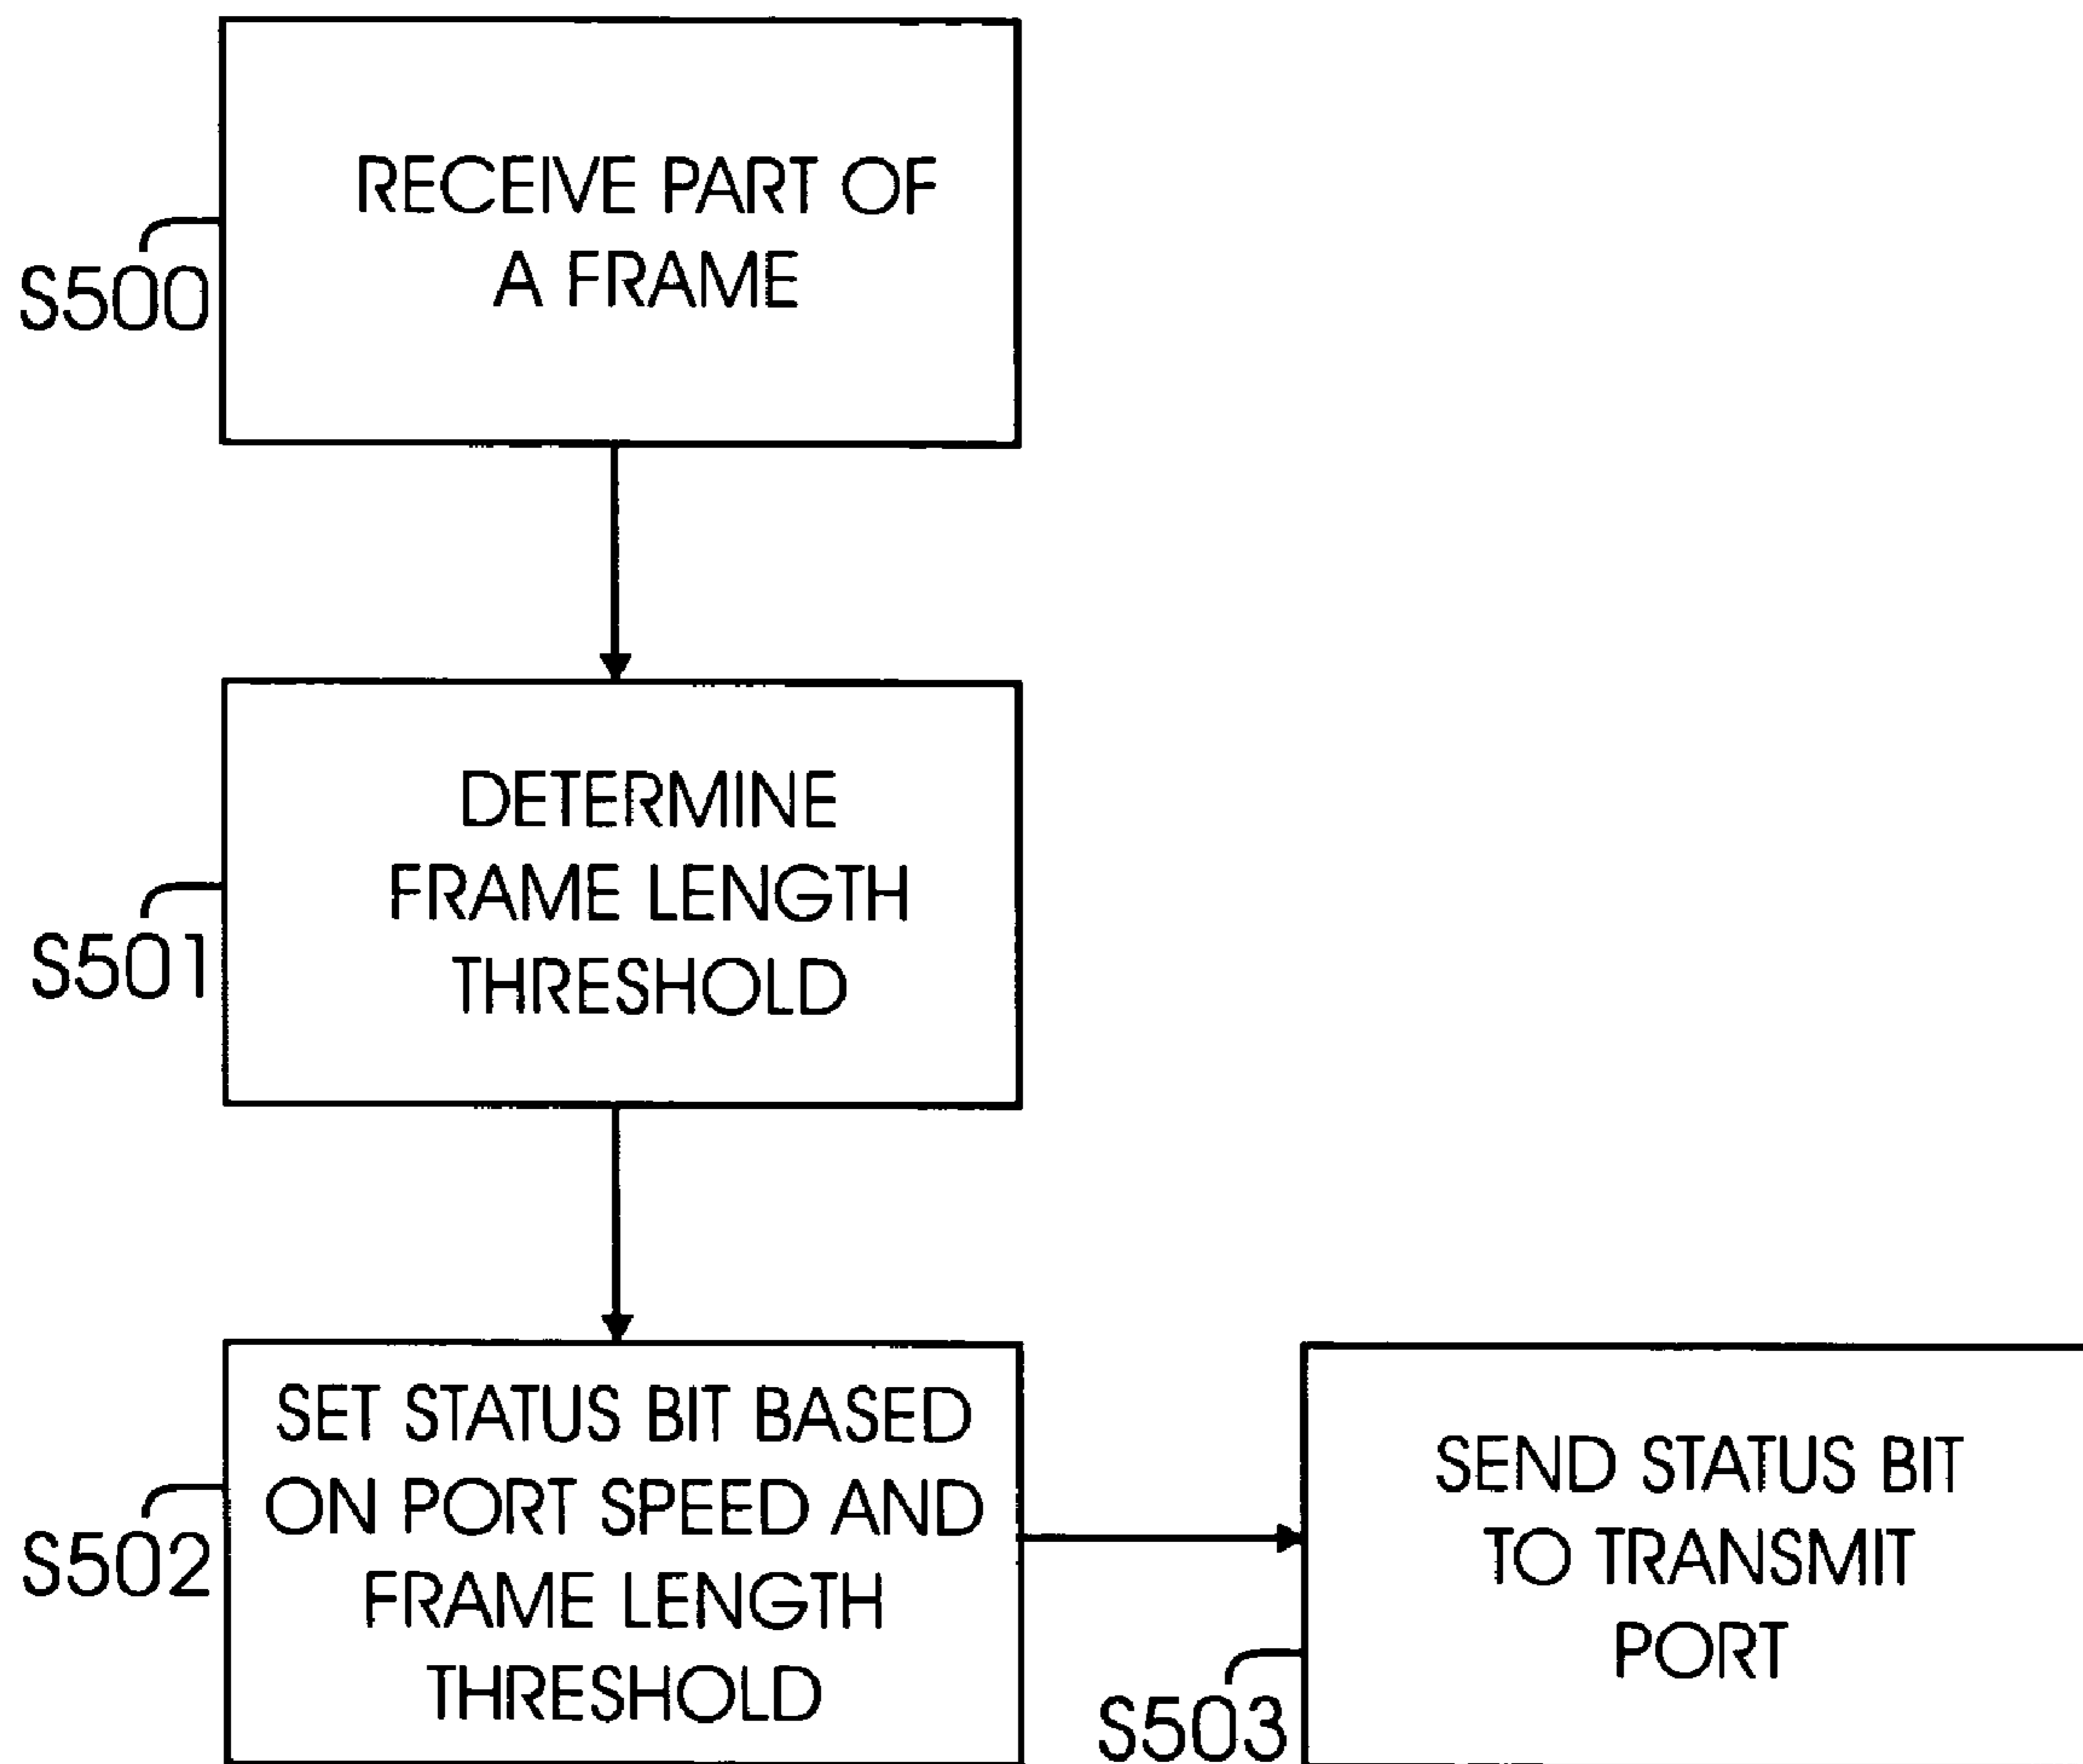 RECEIVE PART OF
A FRAME
S500
DETERMINE
FRAME LENGTH
THRESHOLD
S501
SET STATUS BIT BASED
ON PORT SPEED AND
FRAME LENGTH
THRESHOLD
S502
SEND STATUS BIT
TO TRANSMIT
PORT
S503